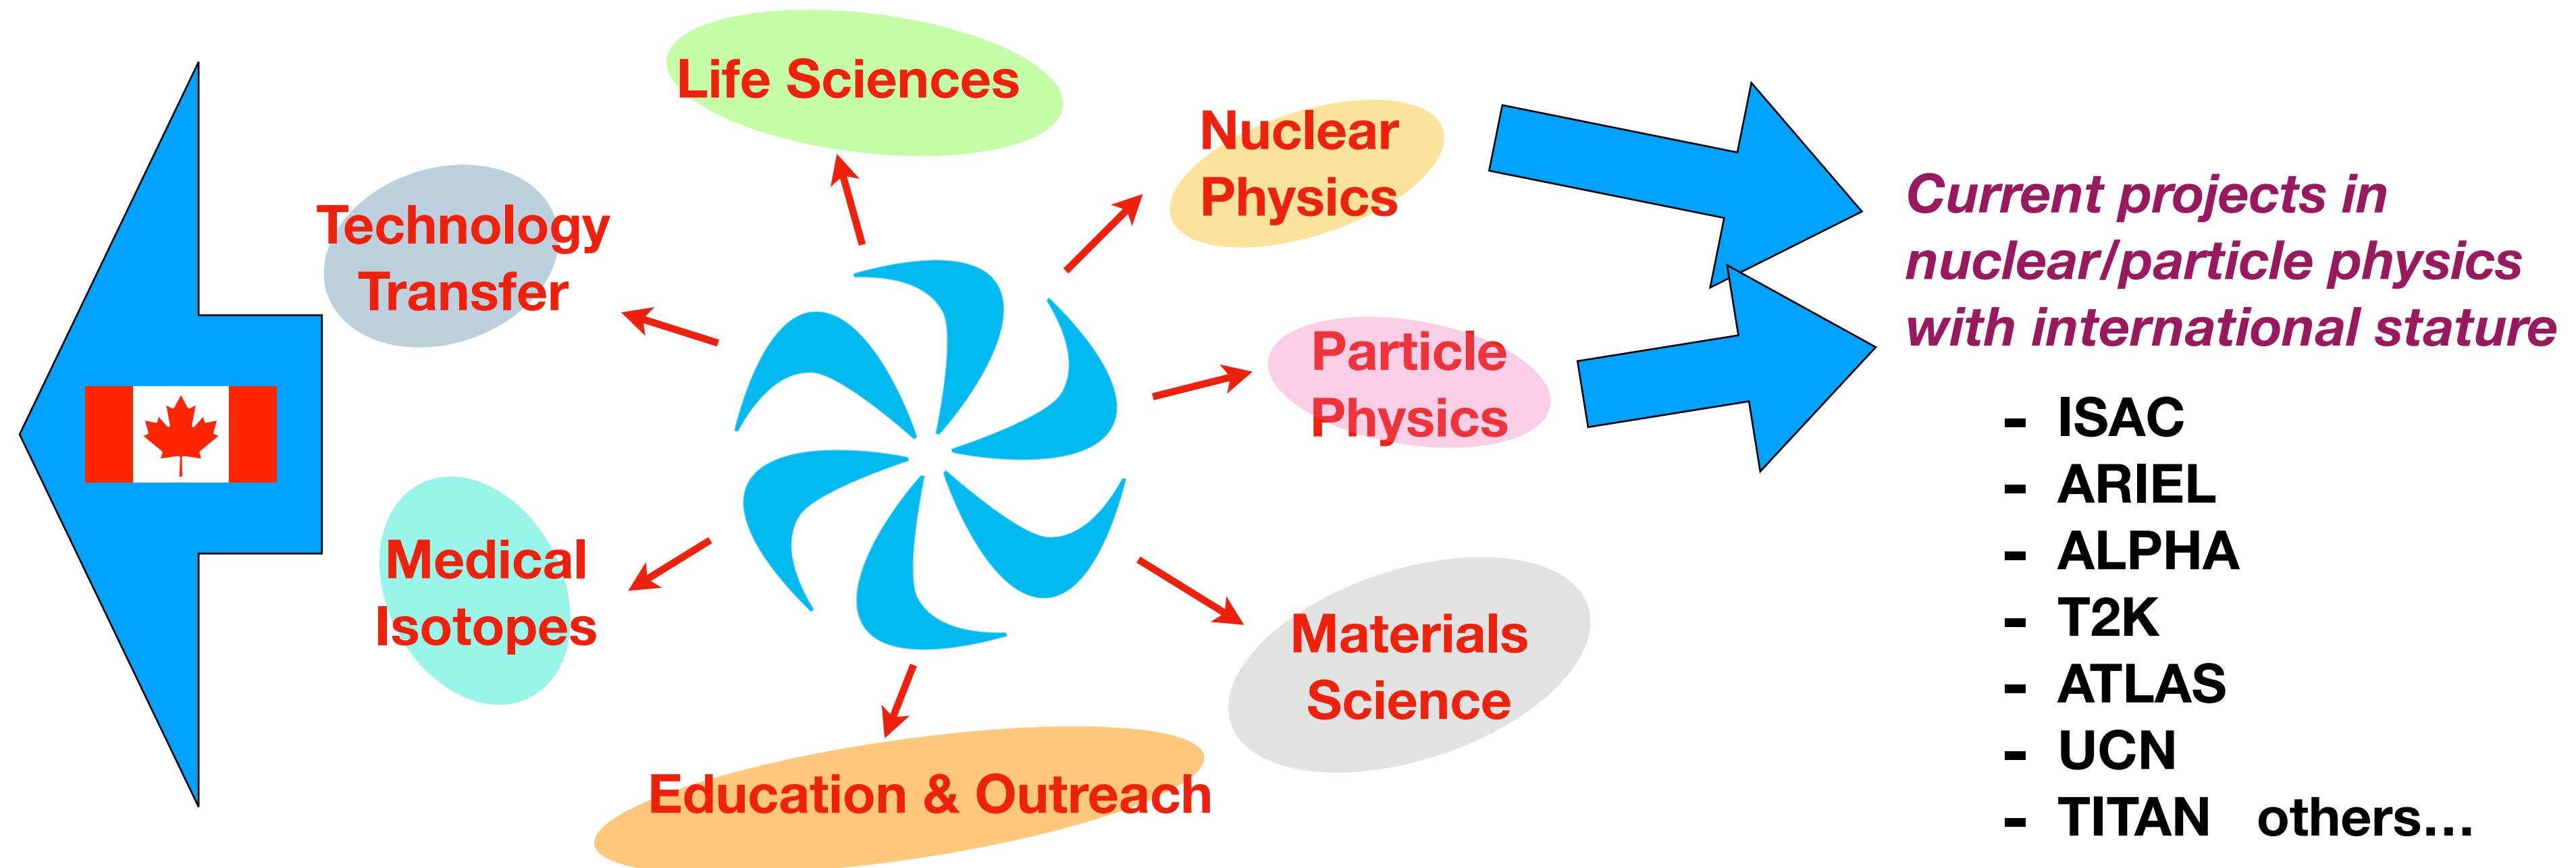 Life Sciences
Nuclear
Physics
Technology
Transfer
Particle
Physics
Medical
Isotopes
Materials
Science
Education & Outreach
Current projects in
nuclear/particle physics
with international stature
- ISAC
- ARIEL
- ALPHA
- T2K
- ATLAS
- UCN
- TITAN others...